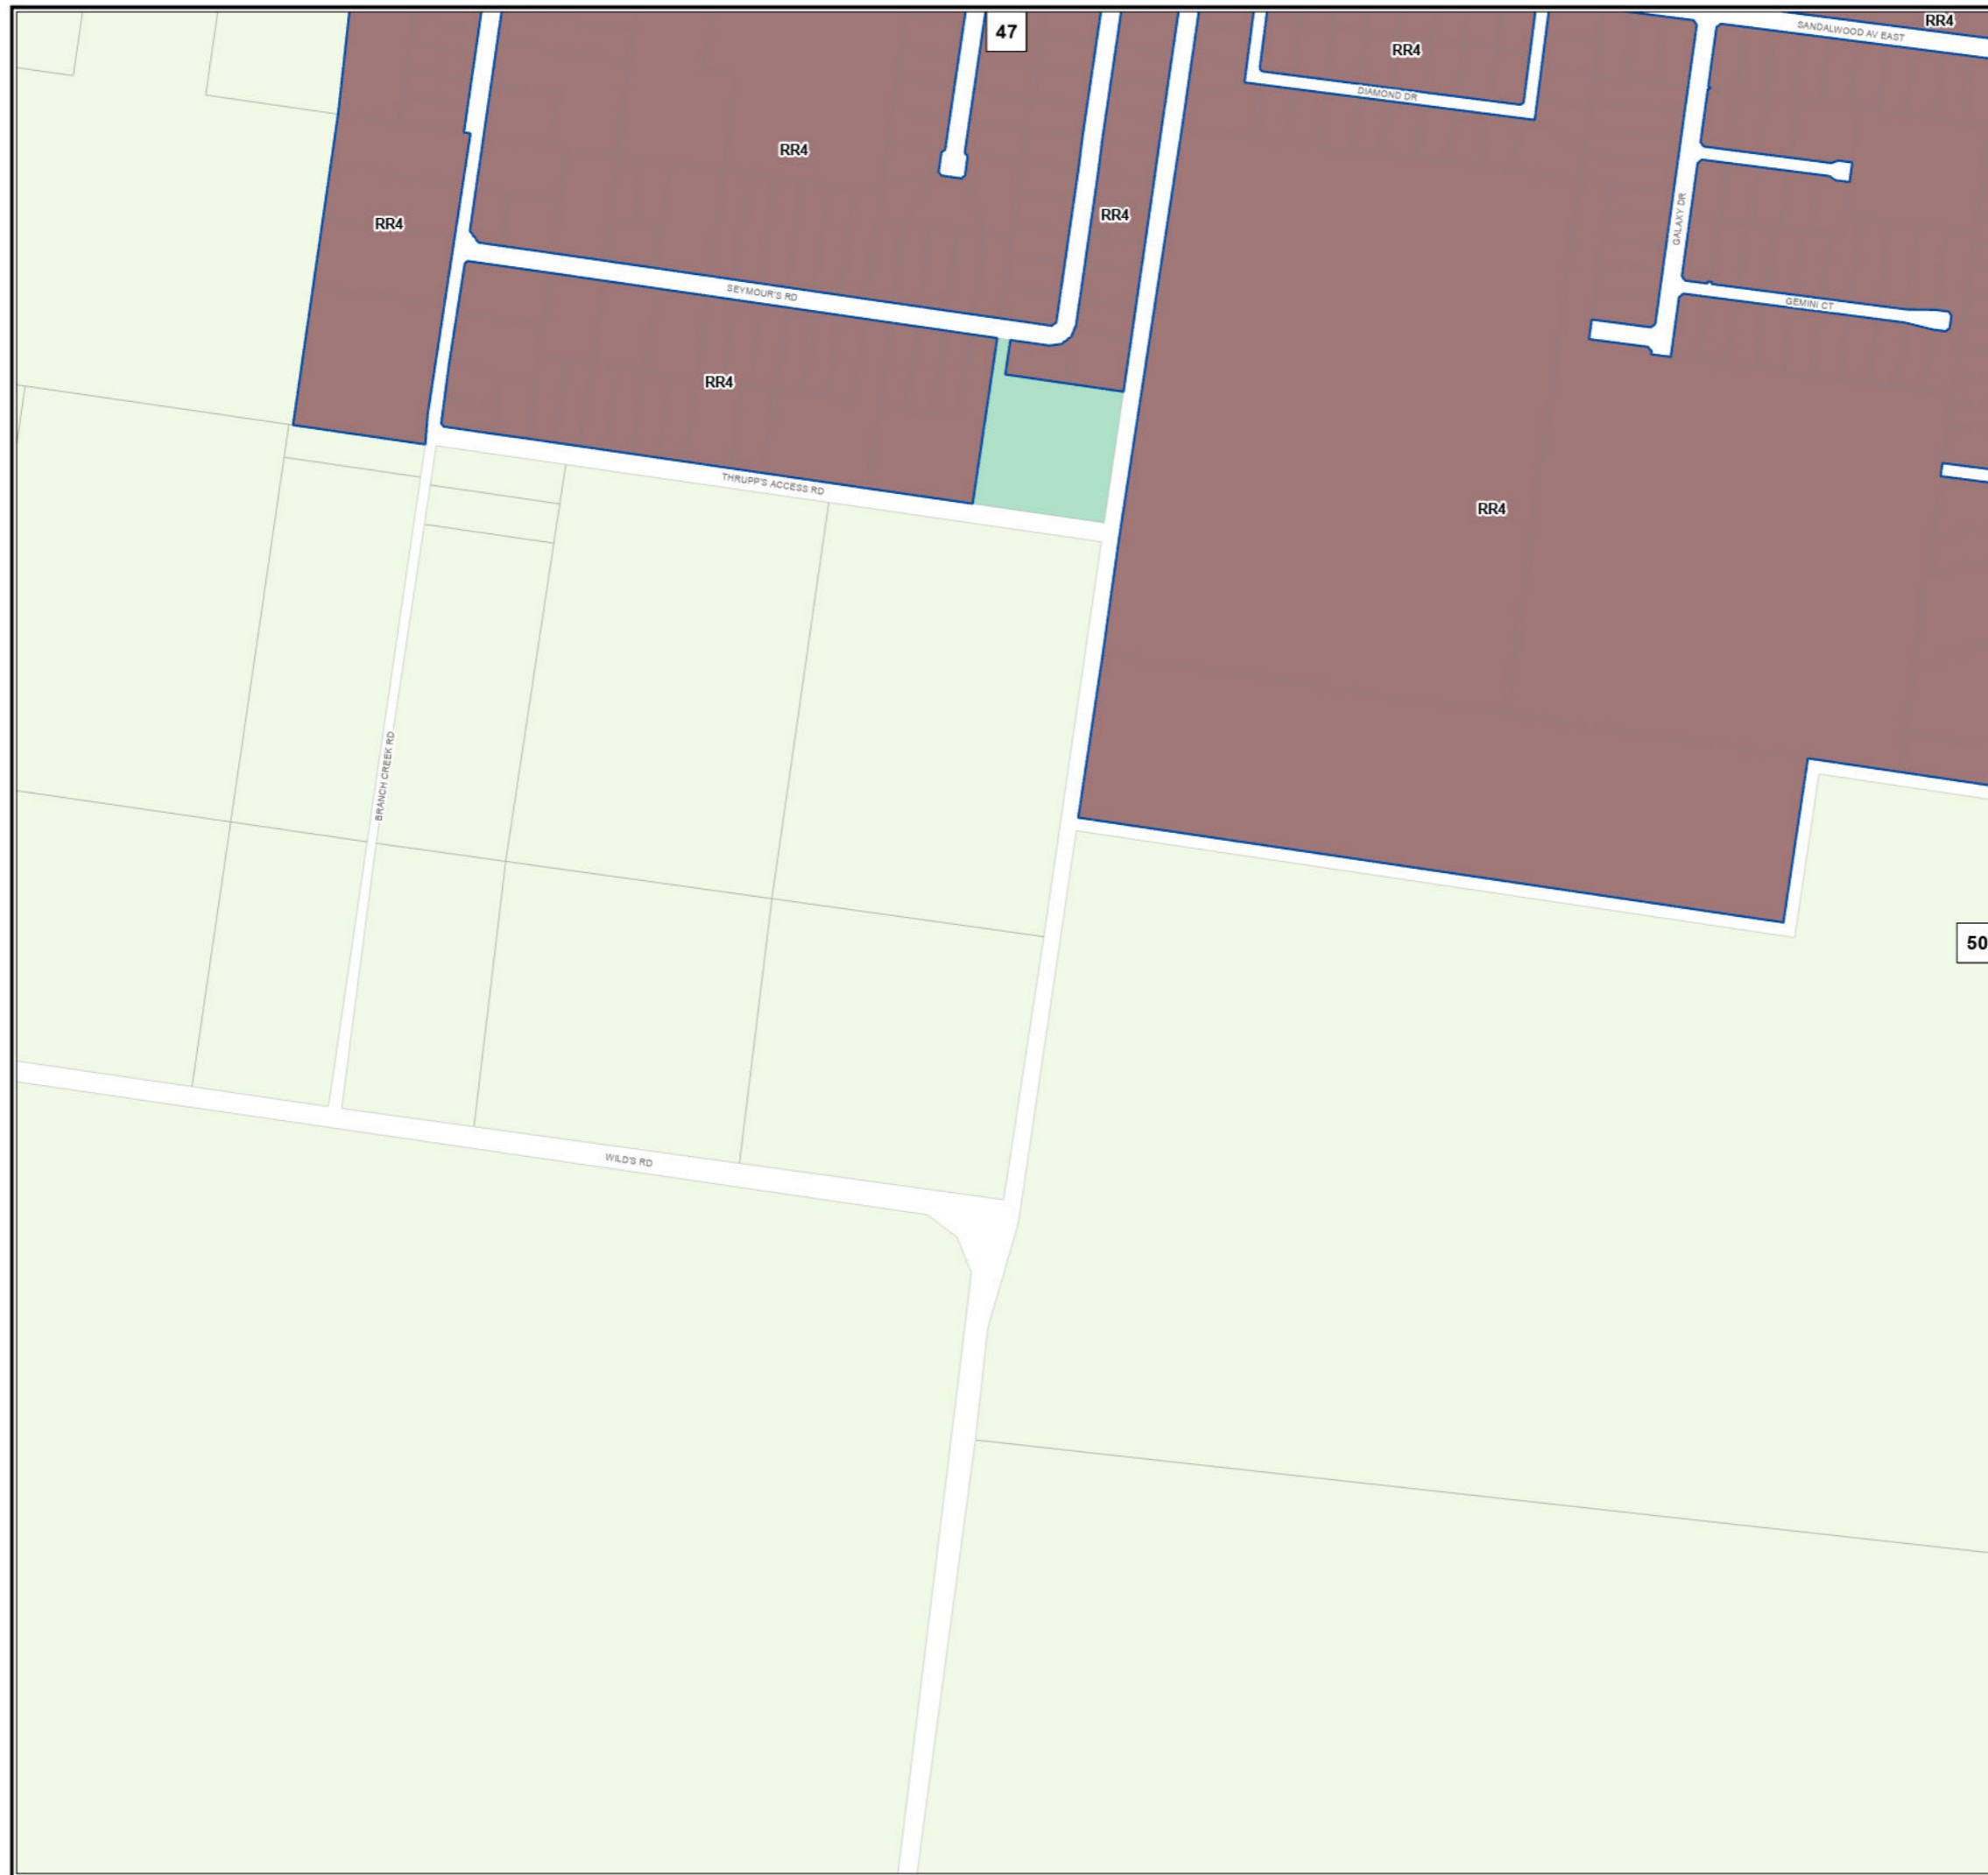 47
RR4
SANDALWOOD AV EAST
RR4
DIAMOND DR
RR4
RR4
RR4
GALAXY DR
SEYMOUR'S RD
GEMINI CT
RR4
THRUPP'S ACCESS RD
RR4
BRANCH CREEK RD
50
WILD'S RD